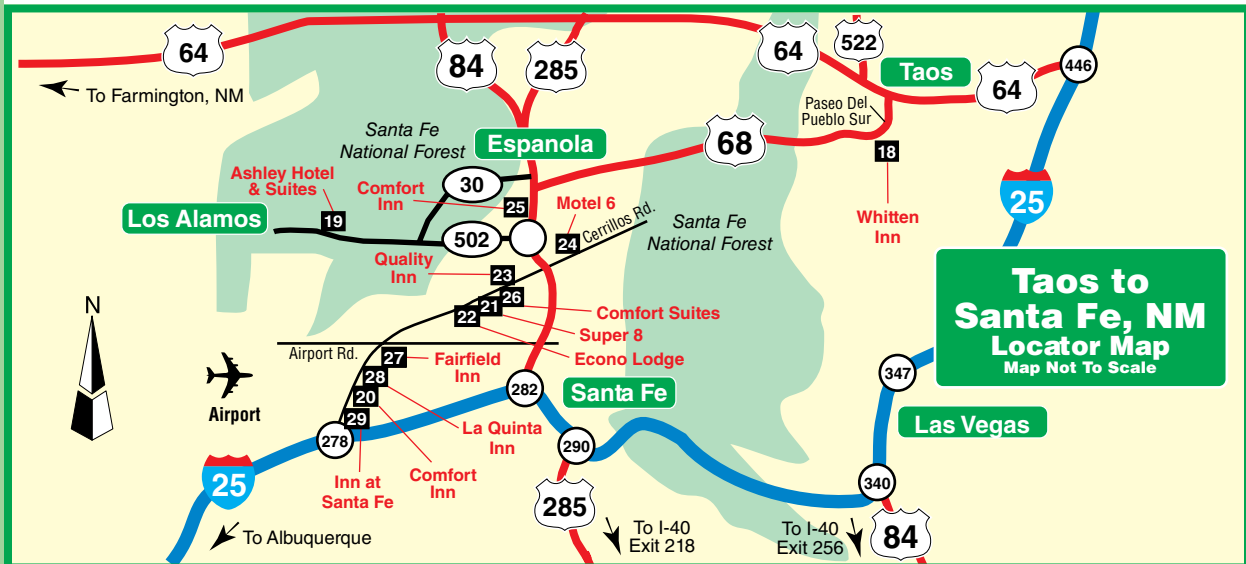 64
84
285
64
522
Taos
64
446
To Farmington, NM
Paseo Del
Pueblo Sur
Santa Fe
National Forest
Espanola
68
18
Ashley Hotel
& Suites
19
Comfort
Inn
30
25
Motel 6
24
Cerrillos Rd.
Whitten
Inn
25
Los Alamos
502
Santa Fe
National Forest
Quality
Inn
23
26
21
22
Comfort Suites
Super 8
Econo Lodge
Taos to
Santa Fe, NM
Locator Map
Map Not To Scale
N
Airport Rd.
27
Fairfield
Inn
28
20
29
Airport
282
Santa Fe
347
Las Vegas
278
La Quinta
Inn
290
Inn at
Santa Fe
Comfort
Inn
25
340
285
To Albuquerque
To I-40
Exit 218
To I-40
Exit 256
84